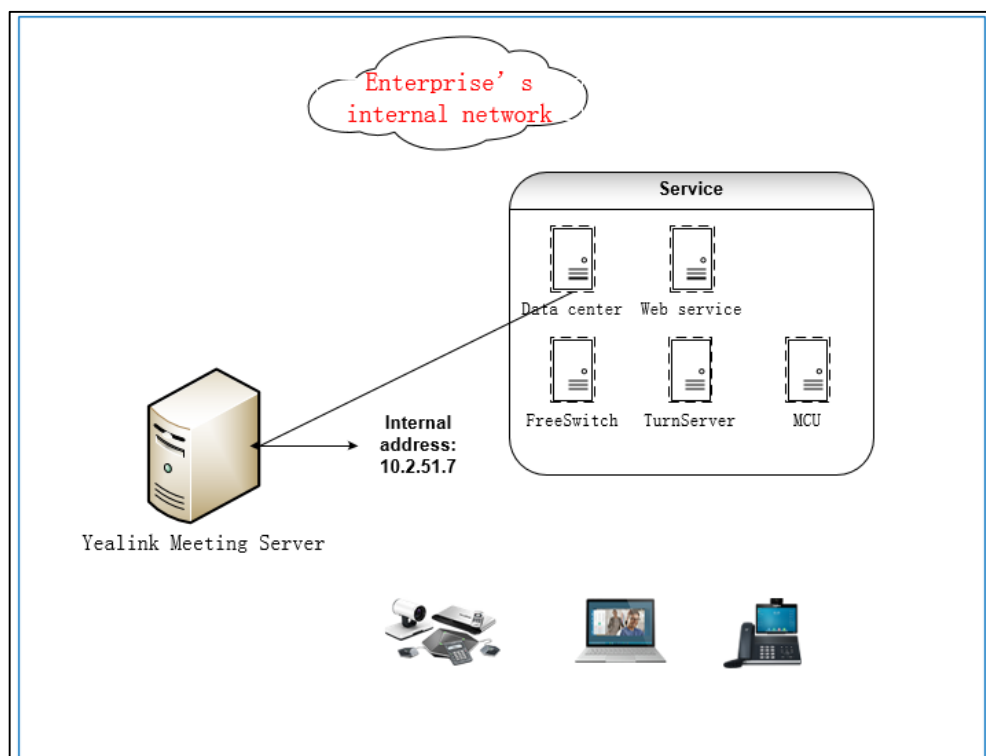 Enterprise’s
internal network
Service
Data center
Web service
FreeSwitch
TurnServer
MCU
Internal
address:
10.2.51.7
Yealink Meeting Server